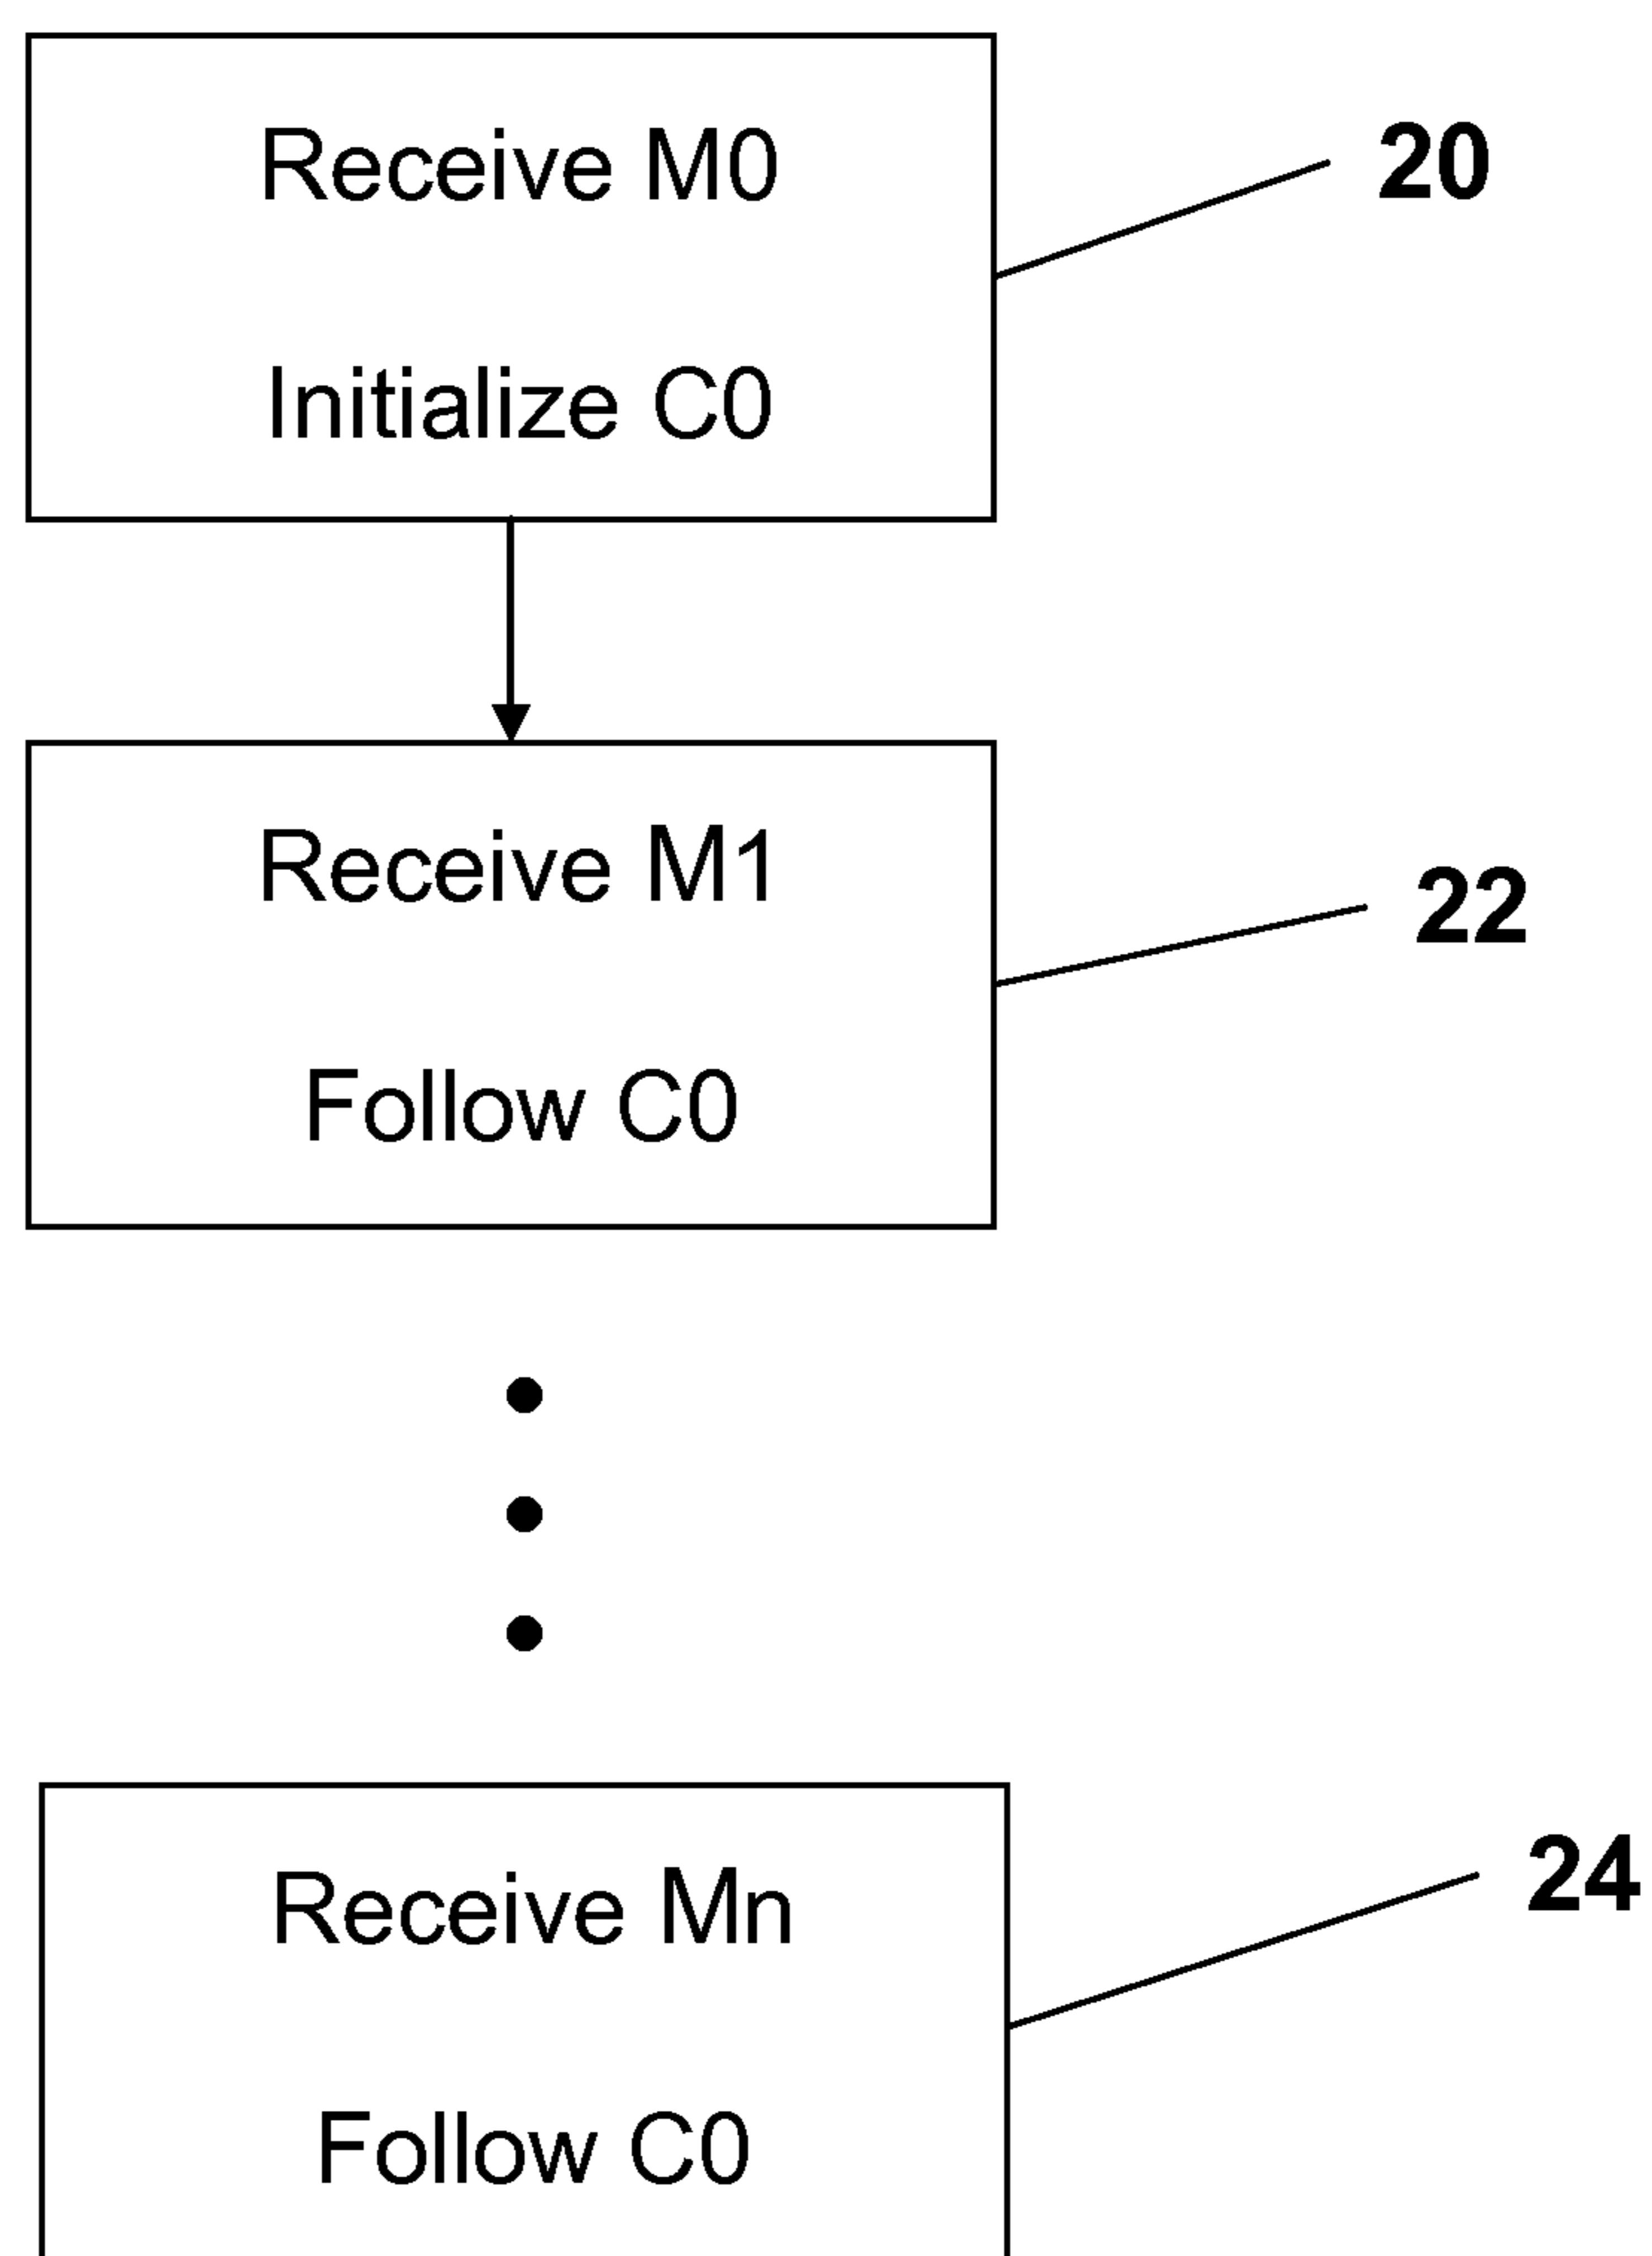 Receive M0
20
Initialize C0
Receive M1
22
Follow C0
Receive Mn
24
Follow C0